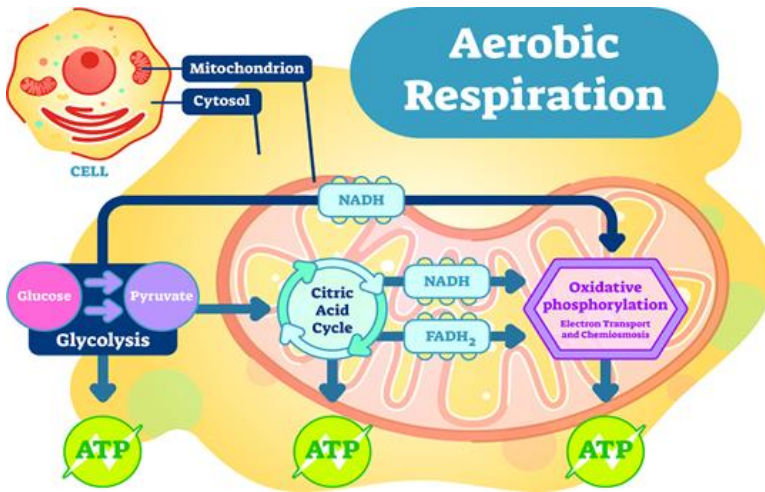 Aerobic
Respiration
Mitochondrion
Cytosol
CELL
NADH
Glucose
Pyruvate
Glycolysis
Citric
Acid
Cycle
NADH
FADH₂
Oxidative
phosphorylation
Electron Transport
and Chemiosmosis
ATP
ATP
ATP